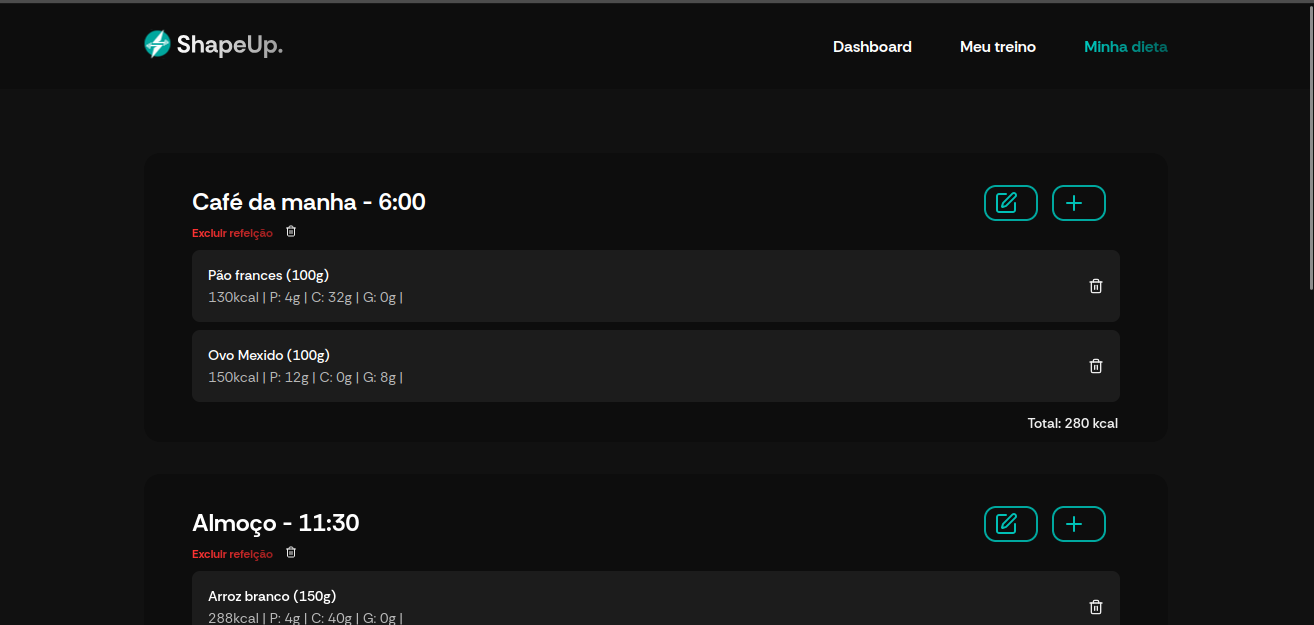 ShapeUp.
Dashboard
Meu treino
Minha dieta
Café da manha - 6:00
Excluir refeição
Pão frances (100g)
130kcal | P: 4g | C: 32g | G: 0g |
Ovo Mexido (100g)
150kcal | P: 12g | C: 0g | G: 8g |
Total: 280 kcal
Almoço - 11:30
Excluir refeição
Arroz branco (150g)
288kcal | P: 4g | C: 40g | G: 0g |